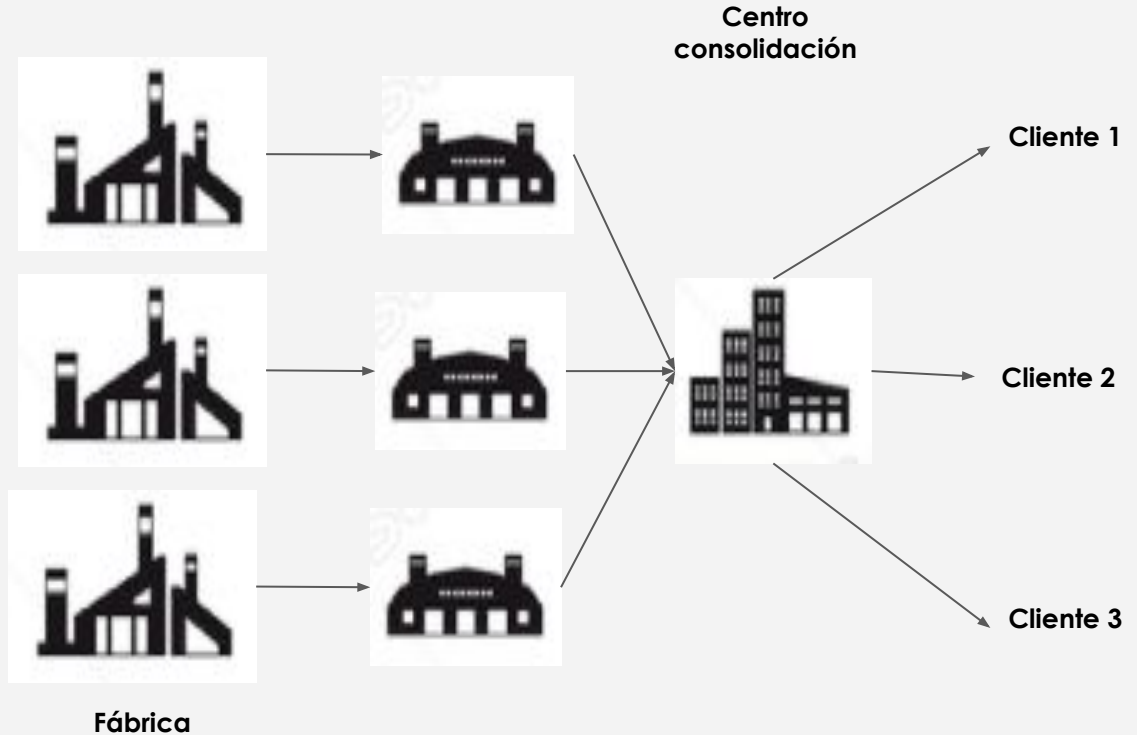 Centro
consolidación
Cliente 1
Cliente 2
Cliente 3
Fábrica